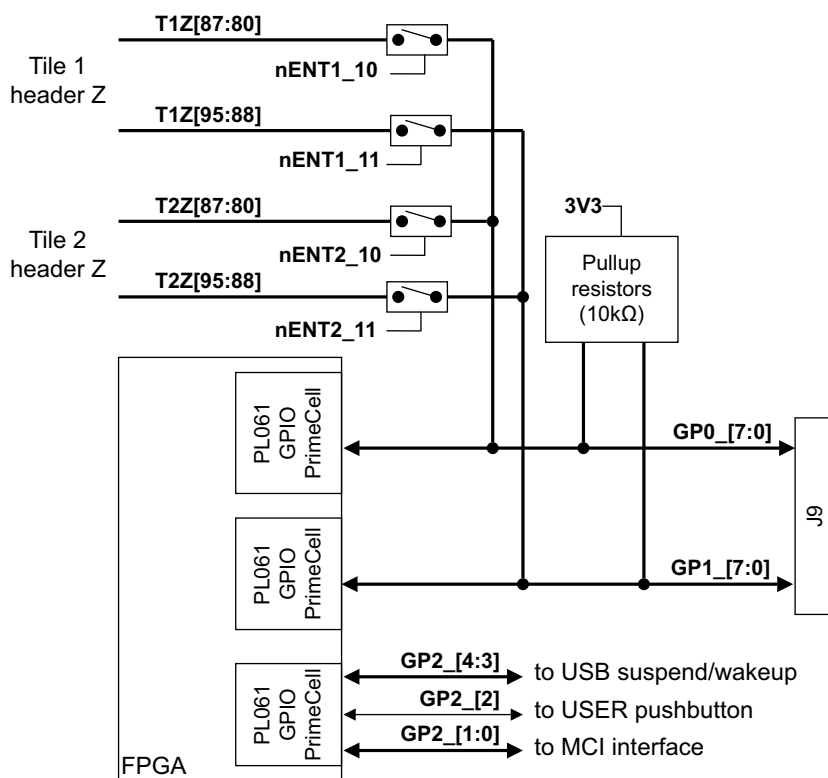 T1Z[87:80]
nENT1_10
Tile 1
header Z
T1Z[95:88]
nENT1_11
T2Z[87:80]
nENT2_10
Tile 2
header Z
T2Z[95:88]
nENT2_11
3V3
Pullup
resistors
(10kΩ)
PL061
GPIO
PrimeCell
GP0_[7:0]
J9
PL061
GPIO
PrimeCell
GP1_[7:0]
PL061
GPIO
PrimeCell
GP2_[4:3]
to USB suspend/wakeup
GP2_[2]
to USER pushbutton
GP2_[1:0]
to MCI interface
FPGA